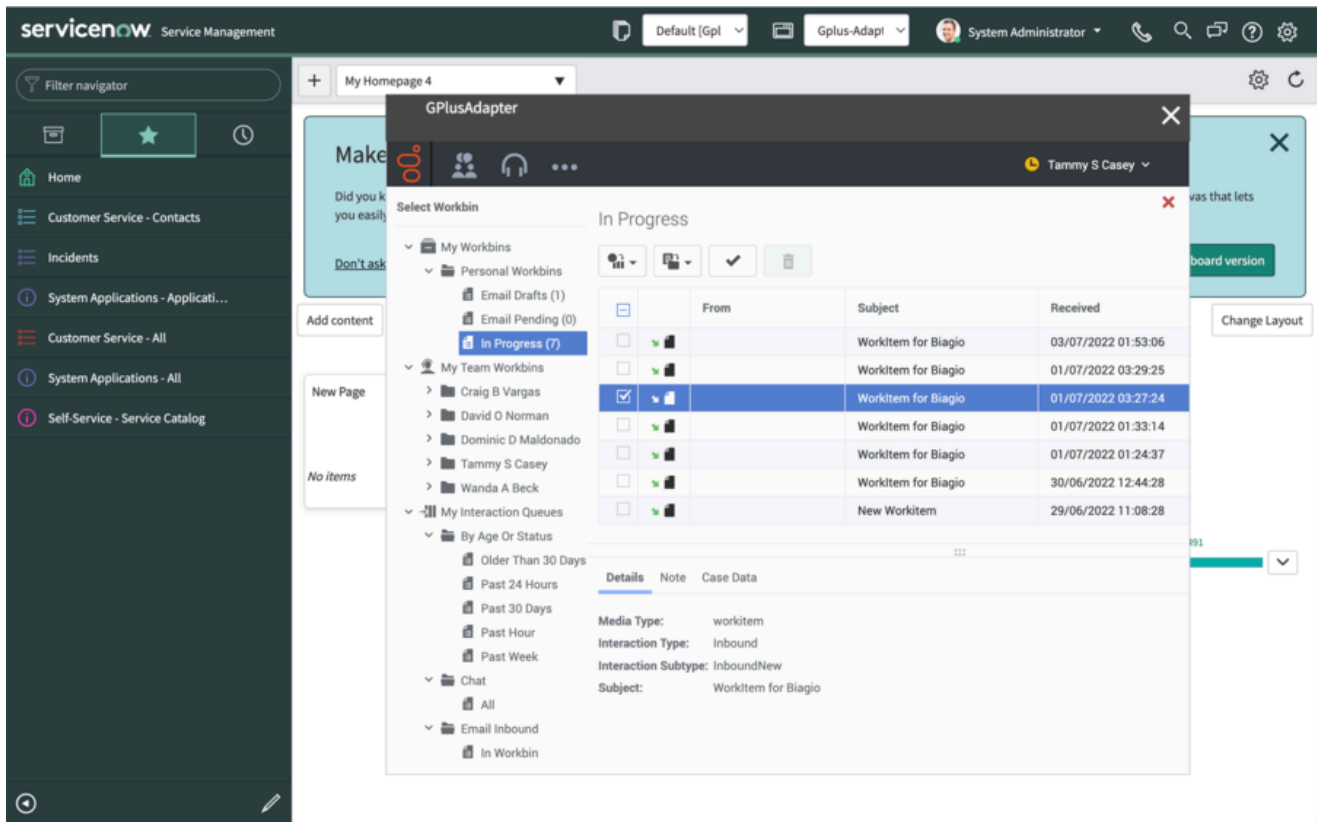 servicenow Service Management
Default [Gpl
Gplus-Adapt
System Administrator
Filter navigator
Home
Customer Service - Contacts
Incidents
System Applications - Applicati...
Customer Service - All
System Applications - All
Self-Service - Service Catalog
My Homepage 4
Make
Did you k
you easily
Don't ask
vas that lets
board version
Add content
Change Layout
New Page
No items
391
GPlusAdapter
Tammy S Casey
Select Workbin
My Workbins
Personal Workbins
Email Drafts (1)
Email Pending (0)
In Progress (7)
My Team Workbins
Craig B Vargas
David O Norman
Dominic D Maldonado
Tammy S Casey
Wanda A Beck
My Interaction Queues
By Age Or Status
Older Than 30 Days
Past 24 Hours
Past 30 Days
Past Hour
Past Week
Chat
All
Email Inbound
In Workbin
In Progress
From Subject Received
WorkItem for Biagio 03/07/2022 01:53:06
WorkItem for Biagio 01/07/2022 03:29:25
WorkItem for Biagio 01/07/2022 03:27:24
WorkItem for Biagio 01/07/2022 01:33:14
WorkItem for Biagio 01/07/2022 01:24:37
WorkItem for Biagio 30/06/2022 12:44:28
New Workitem 29/06/2022 11:08:28
Details Note Case Data
Media Type: workitem
Interaction Type: Inbound
Interaction Subtype: InboundNew
Subject: WorkItem for Biagio